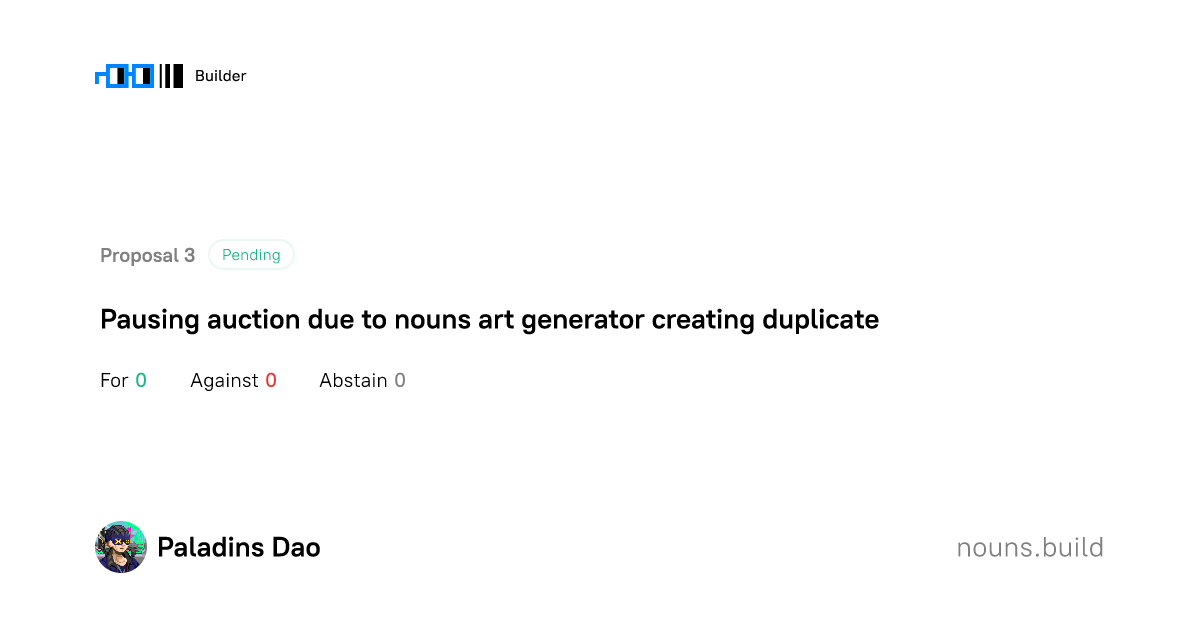 Builder
Proposal 3 Pending
Pausing auction due to nouns art generator creating duplicate
For 0 Against 0 Abstain 0
Paladins Dao nouns.build